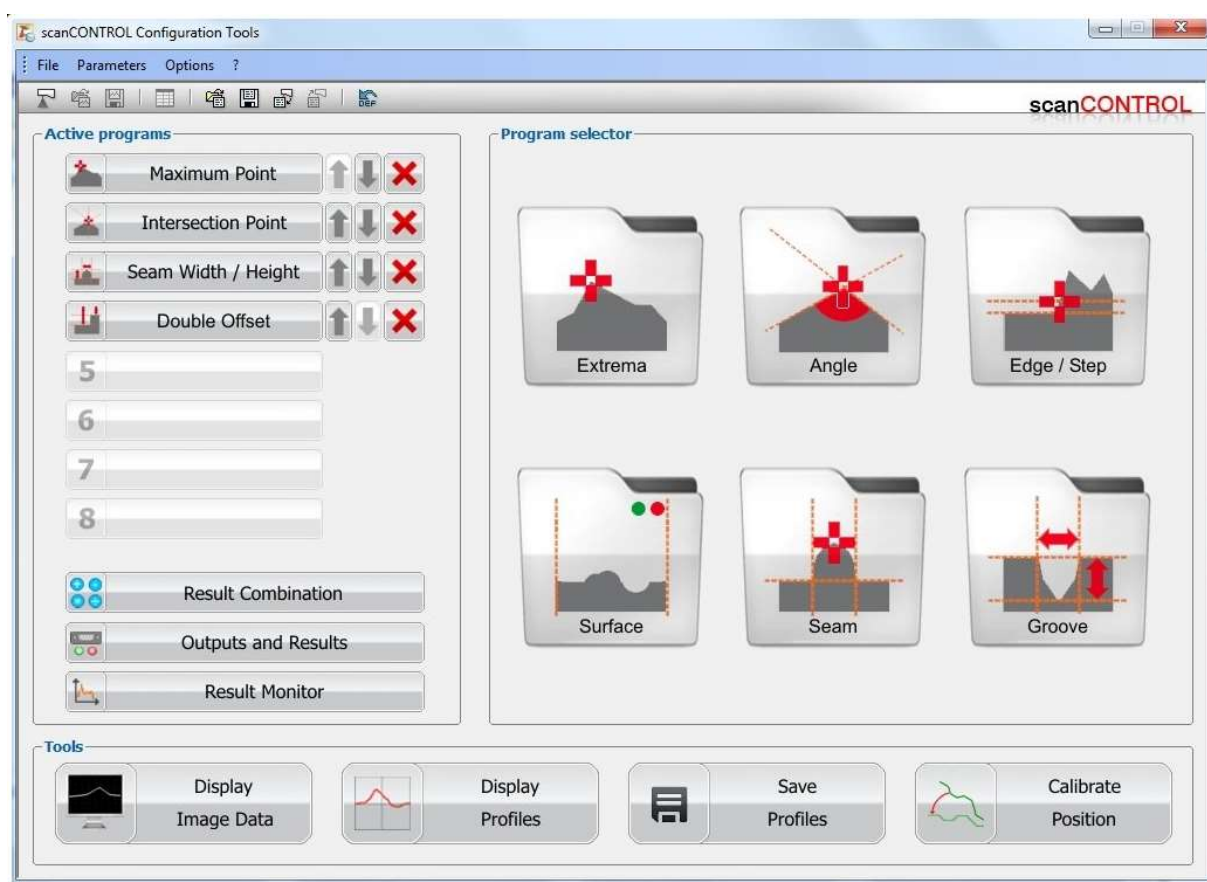 scanCONTROL Configuration Tools
File Parameters Options ?
DEF
scanCONTROL
Active programs
Maximum Point
Intersection Point
Seam Width / Height
Double Offset
5
6
7
8
Result Combination
Outputs and Results
Result Monitor
Program selector
Extrema
Angle
Edge / Step
Surface
Seam
Groove
Tools
Display
Image Data
Display
Profiles
Save
Profiles
Calibrate
Position